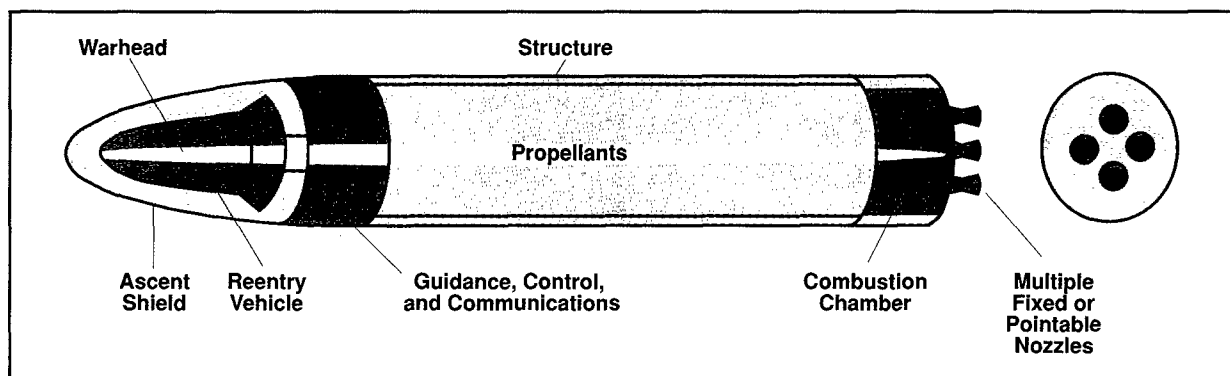 Warhead
Structure
Propellants
Ascent
Shield
Reentry
Vehicle
Guidance, Control,
and Communications
Combustion
Chamber
Multiple
Fixed or
Pointable
Nozzles